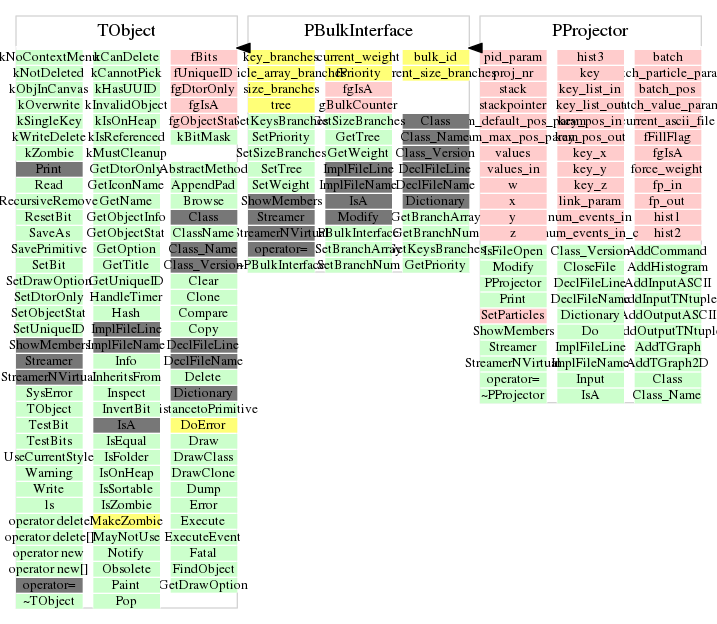 TObject
kNoContextMenu
kNotDeleted
kObjInCanvas
kOverwrite
kSingleKey
kWriteDelete
kZombie
Print
Read
RecursiveRemove
ResetBit
SaveAs
SavePrimitive
SetBit
SetDrawOption
SetDtorOnly
SetObjectStat
SetUniqueID
ShowMembers
Streamer
StreamerNVirtual
SysError
TObject
TestBit
TestBits
UseCurrentStyle
Warning
Write
ls
operator delete
operator delete[]
operator new
operator new[]
operator=
~TObject
kCanDelete
kCannotPick
kHasUUID
kInvalidObject
kIsOnHeap
kIsReferenced
kMustCleanup
GetDtorOnly
GetIconName
GetName
GetObjectInfo
GetObjectStat
GetOption
GetTitle
GetUniqueID
HandleTimer
Hash
ImplFileLine
ImplFileName
Info
InheritsFrom
Inspect
InvertBit
IsA
IsEqual
IsFolder
IsOnHeap
IsSortable
IsZombie
MakeZombie
MayNotUse
Notify
Obsolete
Paint
Pop
fBits
fUniqueID
fgDtorOnly
fgIsA
fgObjectStat
kBitMask
AbstractMethod
AppendPad
Browse
Class
ClassName
Class_Name
Class_Version
Clear
Clone
Compare
Copy
DeclFileLine
DeclFileName
Delete
Dictionary
DistancetoPrimitive
DoError
Draw
DrawClass
DrawClone
Dump
Error
Execute
ExecuteEvent
Fatal
FindObject
GetDrawOption
PBulkInterface
key_branches
size_branches
tree
SetKeysBranches
SetPriority
SetSizeBranches
SetTree
SetWeight
ShowMembers
Streamer
StreamerNVirtual
operator=
~PBulkInterface
current_weight
fPriority
fgIsA
gBulkCounter
GetSizeBranches
GetTree
GetWeight
ImplFileLine
ImplFileName
IsA
Modify
PBulkInterface
SetBranchArray
SetBranchNum
bulk_id
Class
Class_Name
Class_Version
DeclFileLine
DeclFileName
Dictionary
GetBranchArray
GetBranchNum
GetKeysBranches
GetPriority
PProjector
pid_param
proj_nr
stack
stackpointer
values
values_in
w
x
y
z
IsFileOpen
Modify
PProjector
Print
SetParticles
ShowMembers
Streamer
StreamerNVirtual
operator=
~PProjector
hist3
key
key_list_in
key_list_out
key_pos_in
key_pos_out
key_x
key_y
key_z
link_param
num_events_in
num_events_in_c
Class_Version
CloseFile
DeclFileLine
DeclFileName
Dictionary
Do
ImplFileLine
ImplFileName
Input
IsA
batch
batch_pos
current_ascii_file
fFillFlag
fgIsA
force_weight
fp_in
fp_out
hist1
hist2
AddCommand
AddHistogram
AddInputASCII
AddInputTNtuple
AddOutputASCII
AddOutputTNtuple
AddTGraph
AddTGraph2D
Class
Class_Name